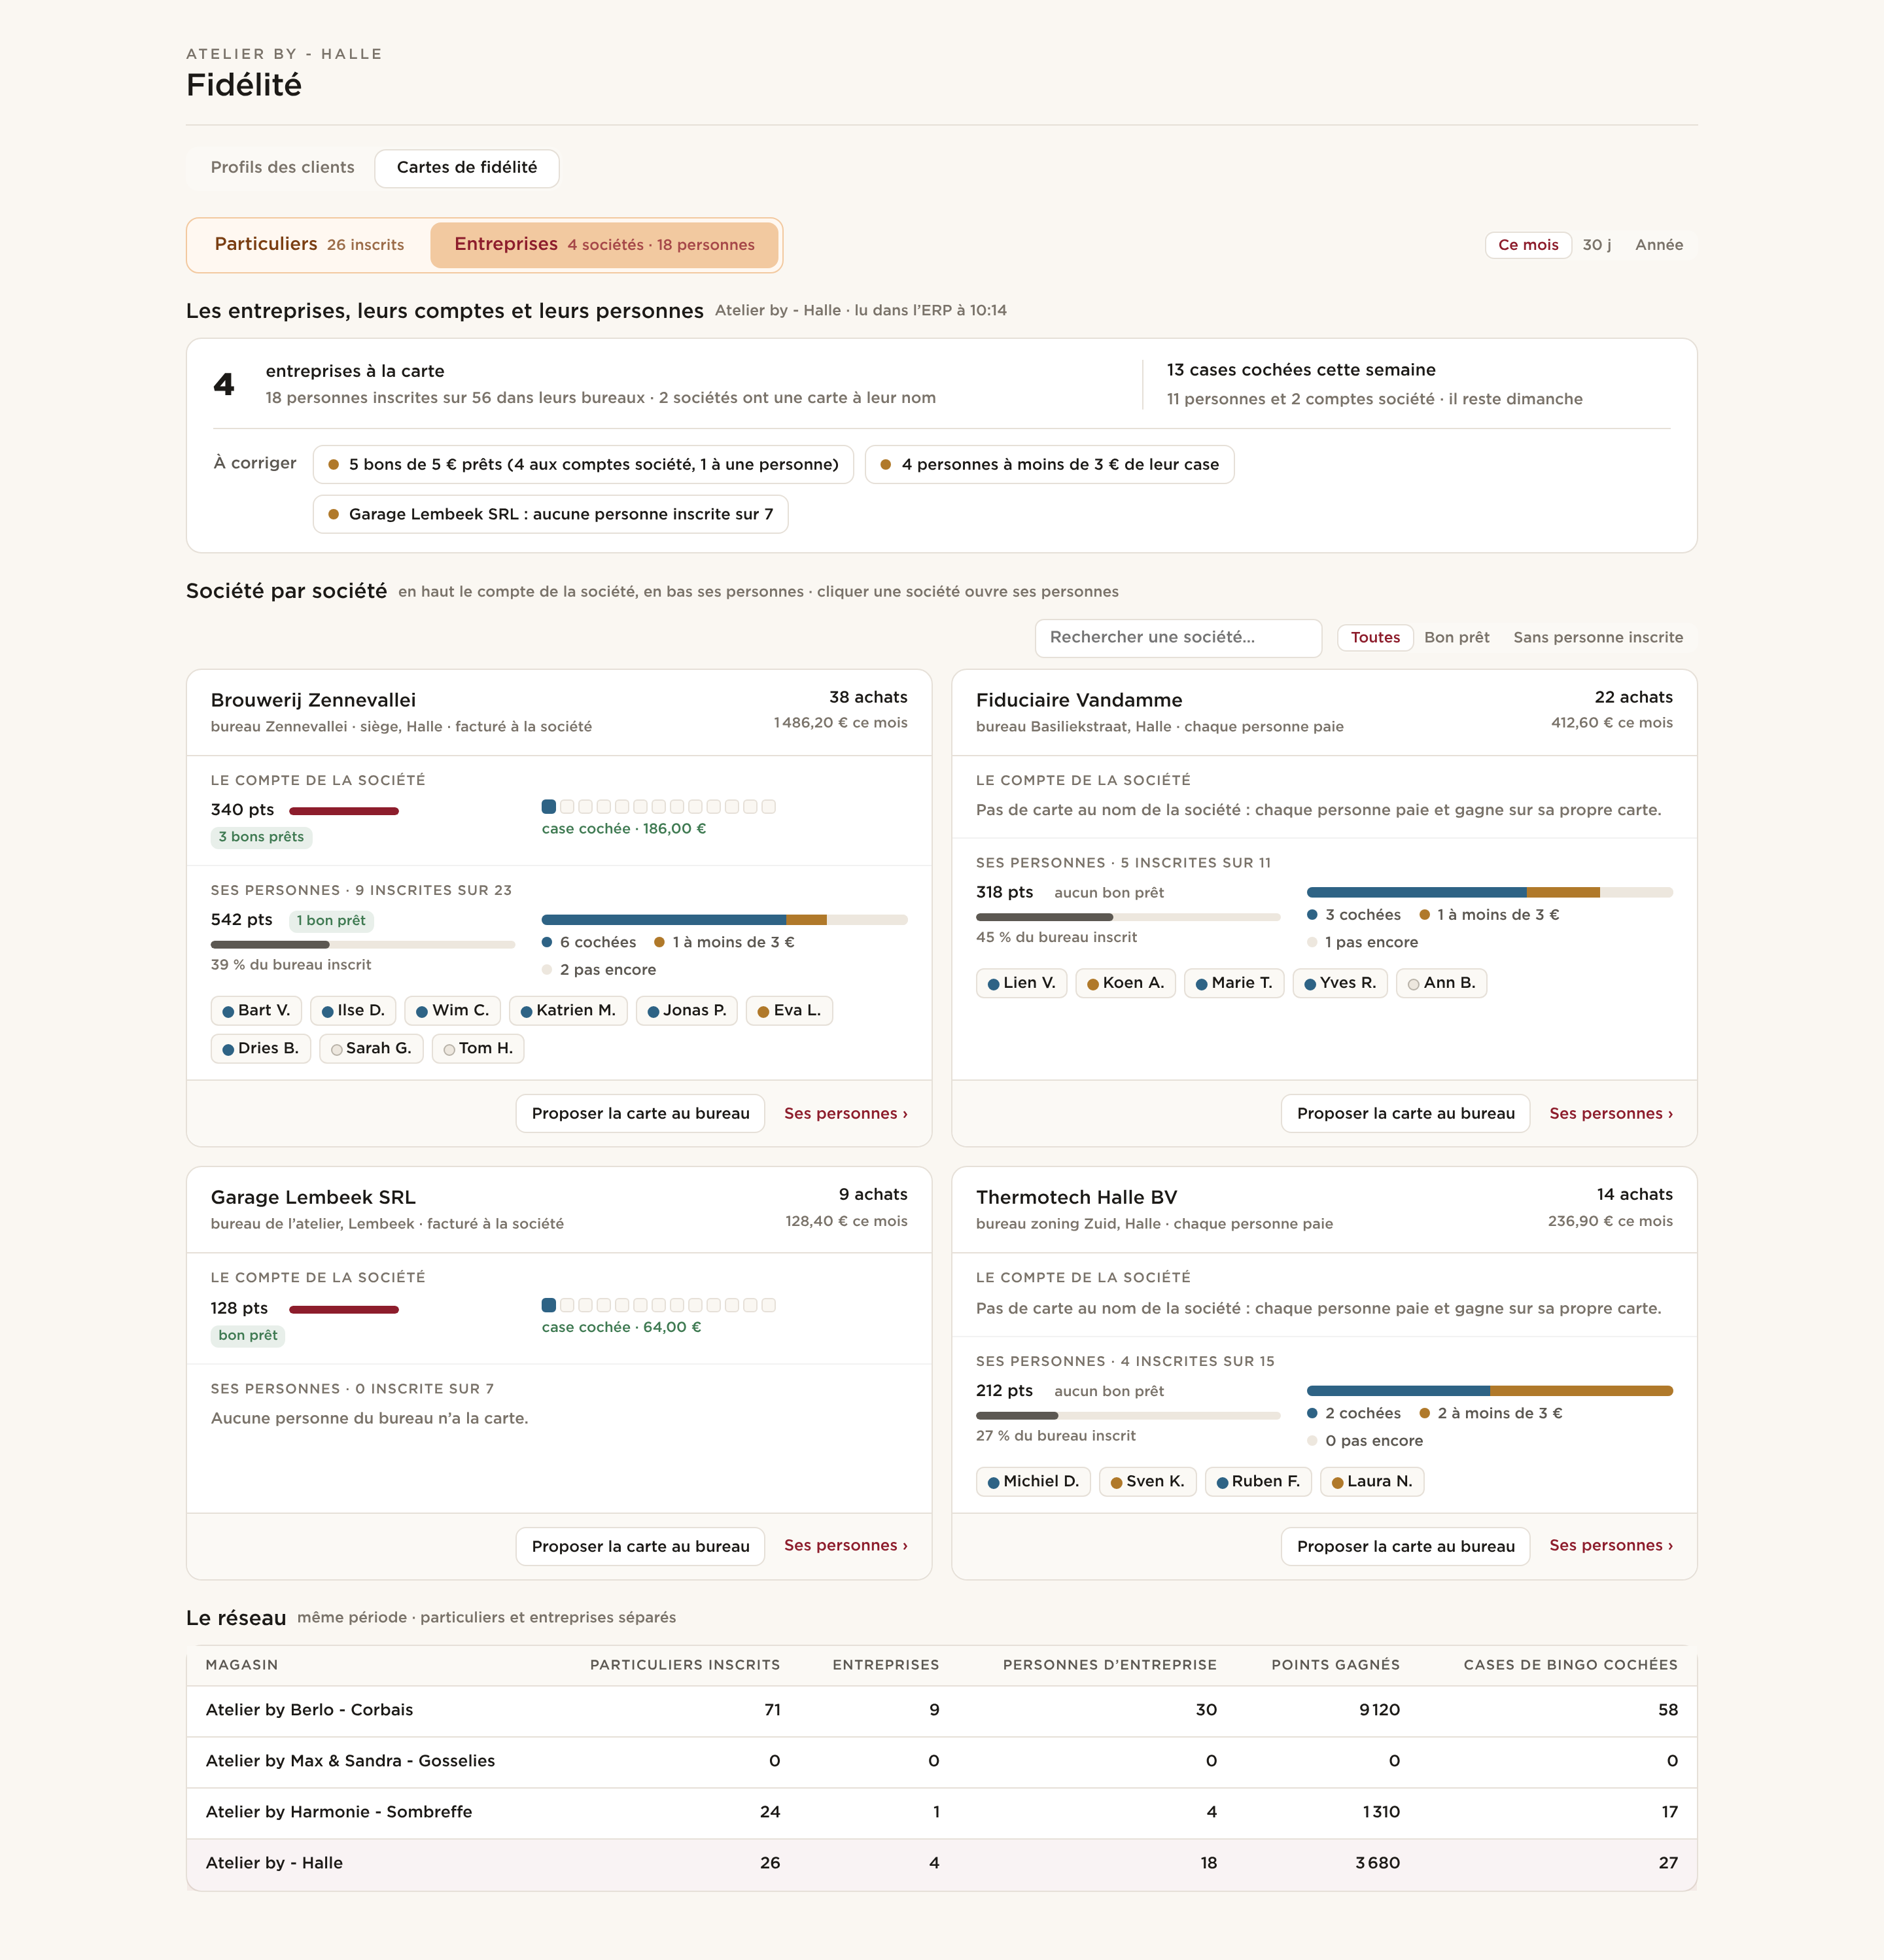 ATELIER BY - HALLE
Fidélité
Profils des clients
Cartes de fidélité
Particuliers 26 inscrits
Entreprises 4 sociétés · 18 personnes
Ce mois
30 j
Année
Les entreprises, leurs comptes et leurs personnes Atelier by - Halle · lu dans l’ERP à 10:14
4
entreprises à la carte
18 personnes inscrites sur 56 dans leurs bureaux · 2 sociétés ont une carte à leur nom
13 cases cochées cette semaine
11 personnes et 2 comptes société · il reste dimanche
À corriger
5 bons de 5 € prêts (4 aux comptes société, 1 à une personne)
4 personnes à moins de 3 € de leur case
Garage Lembeek SRL : aucune personne inscrite sur 7
Société par société en haut le compte de la société, en bas ses personnes · cliquer une société ouvre ses personnes
Rechercher une société...
Toutes
Bon prêt
Sans personne inscrite
Brouwerij Zennevallei
bureau Zennevallei · siège, Halle · facturé à la société
38 achats
1 486,20 € ce mois
LE COMPTE DE LA SOCIÉTÉ
340 pts
3 bons prêts
case cochée · 186,00 €
SES PERSONNES · 9 INSCRITES SUR 23
542 pts
1 bon prêt
39 % du bureau inscrit
6 cochées
1 à moins de 3 €
2 pas encore
Bart V.
Ilse D.
Wim C.
Katrien M.
Jonas P.
Eva L.
Dries B.
Sarah G.
Tom H.
Proposer la carte au bureau
Ses personnes ›
Fiduciaire Vandamme
bureau Basiliekstraat, Halle · chaque personne paie
22 achats
412,60 € ce mois
LE COMPTE DE LA SOCIÉTÉ
Pas de carte au nom de la société : chaque personne paie et gagne sur sa propre carte.
SES PERSONNES · 5 INSCRITES SUR 11
318 pts
aucun bon prêt
45 % du bureau inscrit
3 cochées
1 à moins de 3 €
1 pas encore
Lien V.
Koen A.
Marie T.
Yves R.
Ann B.
Proposer la carte au bureau
Ses personnes ›
Garage Lembeek SRL
bureau de l’atelier, Lembeek · facturé à la société
9 achats
128,40 € ce mois
LE COMPTE DE LA SOCIÉTÉ
128 pts
bon prêt
case cochée · 64,00 €
SES PERSONNES · 0 INSCRITE SUR 7
Aucune personne du bureau n’a la carte.
Proposer la carte au bureau
Ses personnes ›
Thermotech Halle BV
bureau zoning Zuid, Halle · chaque personne paie
14 achats
236,90 € ce mois
LE COMPTE DE LA SOCIÉTÉ
Pas de carte au nom de la société : chaque personne paie et gagne sur sa propre carte.
SES PERSONNES · 4 INSCRITES SUR 15
212 pts
aucun bon prêt
27 % du bureau inscrit
2 cochées
2 à moins de 3 €
0 pas encore
Michiel D.
Sven K.
Ruben F.
Laura N.
Proposer la carte au bureau
Ses personnes ›
Le réseau même période · particuliers et entreprises séparés
MAGASIN PARTICULIERS INSCRITS ENTREPRISES PERSONNES D’ENTREPRISE POINTS GAGNÉS CASES DE BINGO COCHÉES
Atelier by Berlo - Corbais 71 9 30 9 120 58
Atelier by Max & Sandra - Gosselies 0 0 0 0 0
Atelier by Harmonie - Sombreffe 24 1 4 1 310 17
Atelier by - Halle 26 4 18 3 680 27